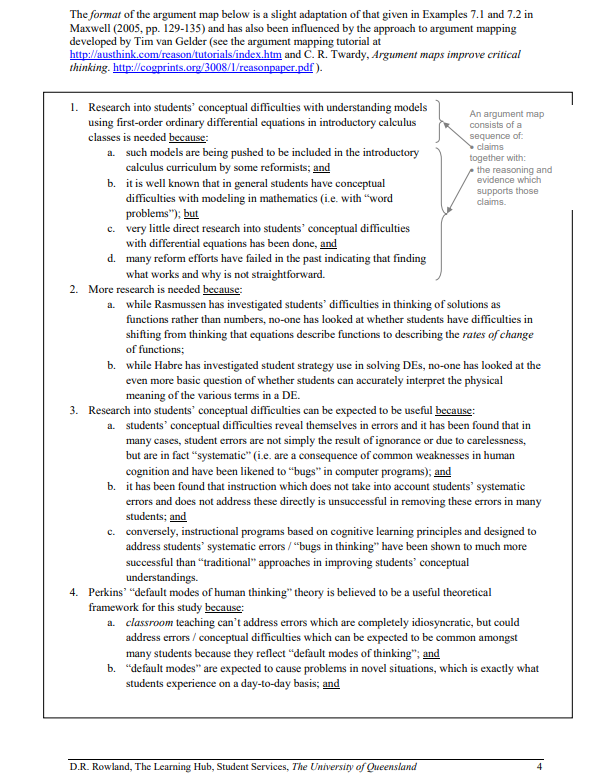 The format of the argument map below is a slight adaptation of that given in Examples 7.1 and 7.2 in
Maxwell (2005, pp. 129-135) and has also been influenced by the approach to argument mapping
developed by Tim van Gelder (see the argument mapping tutorial at
http://austhink.com/reason/tutorials/index.htm and C. R. Twardy, Argument maps improve critical
thinking. http://cogprints.org/3008/1/reasonpaper.pdf ).
1. Research into students' conceptual difficulties with understanding models
using first-order ordinary differential equations in introductory calculus
classes is needed because:
a. such models are being pushed to be included in the introductory
calculus curriculum by some reformists; and
b. it is well known that in general students have conceptual
difficulties with modeling in mathematics (i.e. with "word
problems"); but
c. very little direct research into students' conceptual difficulties
with differential equations has been done, and
d. many reform efforts have failed in the past indicating that finding
what works and why is not straightforward.
An argument map
consists of a
sequence of:
• claims
together with:
• the reasoning and
evidence which
supports those
claims.
2. More research is needed because:
a. while Rasmussen has investigated students' difficulties in thinking of solutions as
functions rather than numbers, no-one has looked at whether students have difficulties in
shifting from thinking that equations describe functions to describing the rates of change
of functions;
b. while Habre has investigated student strategy use in solving DEs, no-one has looked at the
even more basic question of whether students can accurately interpret the physical
meaning of the various terms in a DE.
3. Research into students' conceptual difficulties can be expected to be useful because:
a. students' conceptual difficulties reveal themselves in errors and it has been found that in
many cases, student errors are not simply the result of ignorance or due to carelessness,
but are in fact "systematic" (i.e. are a consequence of common weaknesses in human
cognition and have been likened to "bugs" in computer programs); and
b. it has been found that instruction which does not take into account students' systematic
errors and does not address these directly is unsuccessful in removing these errors in many
students; and
c. conversely, instructional programs based on cognitive learning principles and designed to
address students' systematic errors / "bugs in thinking" have been shown to much more
successful than "traditional" approaches in improving students' conceptual
understandings.
4. Perkins' "default modes of human thinking" theory is believed to be a useful theoretical
framework for this study because:
a. classroom teaching can't address errors which are completely idiosyncratic, but could
address errors / conceptual difficulties which can be expected to be common amongst
many students because they reflect "default modes of thinking"; and
b. "default modes" are expected to cause problems in novel situations, which is exactly what
students experience on a day-to-day basis; and
D.R. Rowland, The Learning Hub, Student Services, The University of Queensland 4